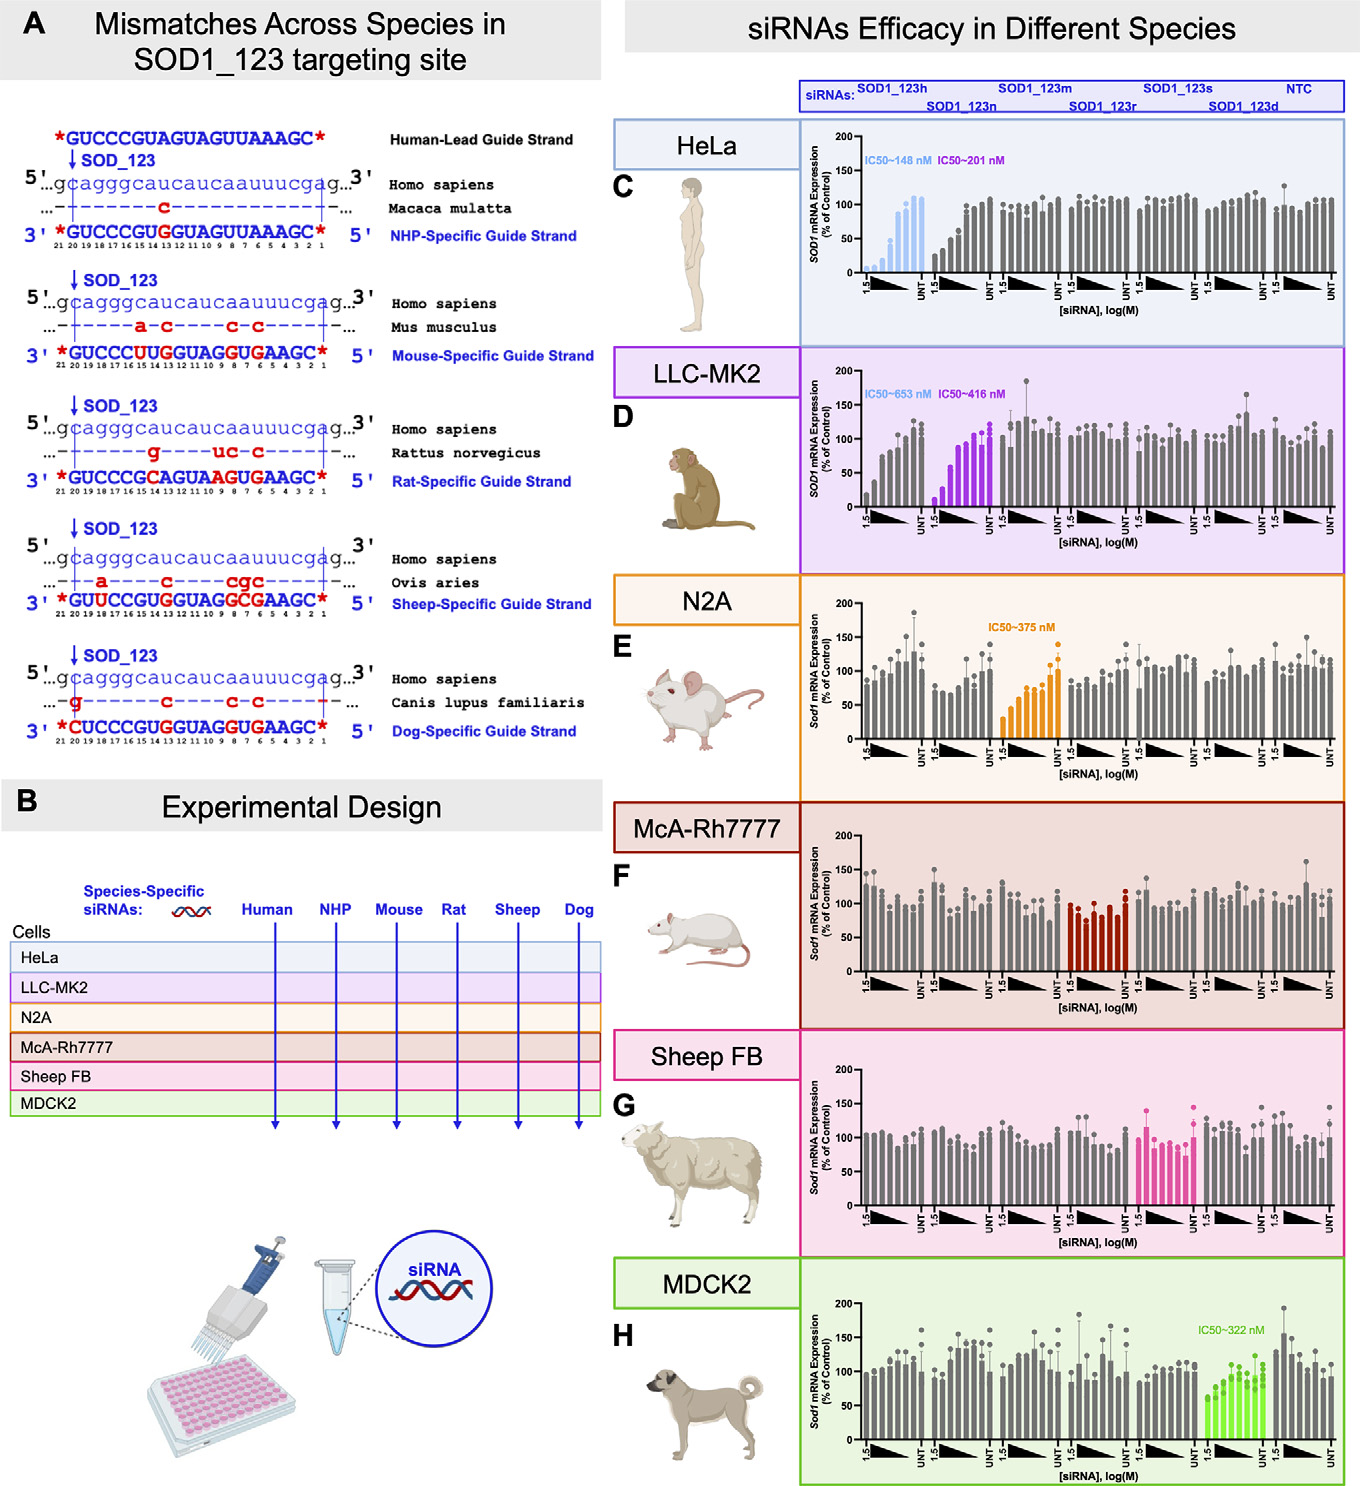 A
Mismatches Across Species in
SOD1_123 targeting site
*GUCCCGUAGUAGUUAAAGC*
Human-Lead Guide Strand
SOD_123
5'...gcagggcaucaucaauuucgag...3'
Homo sapiens
...---------c------------...
Macaca mulatta
3' *GUCCCGUGGUAGUUAAAGC* 5'
NHP-Specific Guide Strand
21 20 19 18 17 16 15 14 13 12 11 10 9 8 7 6 5 4 3 2 1
SOD_123
5'...gcagggcaucaucaauuucgag...3'
Homo sapiens
...-------a-c----c-c-----...
Mus musculus
3' *GUCCCUUGGUAGGUGAAGC* 5'
Mouse-Specific Guide Strand
21 20 19 18 17 16 15 14 13 12 11 10 9 8 7 6 5 4 3 2 1
SOD_123
5'...gcagggcaucaucaauuucgag...3'
Homo sapiens
...--------g----uc-c-----...
Rattus norvegicus
3' *GUCCCGCAGUAAGUGAAGC* 5'
Rat-Specific Guide Strand
21 20 19 18 17 16 15 14 13 12 11 10 9 8 7 6 5 4 3 2 1
SOD_123
5'...gcagggcaucaucaauuucgag...3'
Homo sapiens
...---a----c----cgc------...
Ovis aries
3' *GUUCCGUGGUAGGCGAAGC* 5'
Sheep-Specific Guide Strand
21 20 19 18 17 16 15 14 13 12 11 10 9 8 7 6 5 4 3 2 1
SOD_123
5'...gcagggcaucaucaauuucgag...3'
Homo sapiens
...-g------c----c-c------...
Canis lupus familiaris
3' *CUCCCGUGGUAGGUGAAGC* 5'
Dog-Specific Guide Strand
21 20 19 18 17 16 15 14 13 12 11 10 9 8 7 6 5 4 3 2 1
B
Experimental Design
Species-Specific
siRNAs:
Human NHP Mouse Rat Sheep Dog
Cells
HeLa
LLC-MK2
N2A
McA-Rh7777
Sheep FB
MDCK2
siRNA
siRNAs Efficacy in Different Species
siRNAs: SOD1_123h SOD1_123n SOD1_123m SOD1_123r SOD1_123s SOD1_123d NTC
HeLa
C
SOD1 mRNA Expression
(% of Control)
200
150
100
50
0
IC50~148 nM IC50~201 nM
1.5 UNT 1.5 UNT 1.5 UNT 1.5 UNT 1.5 UNT 1.5 UNT 1.5 UNT
[siRNA], log(M)
LLC-MK2
D
SOD1 mRNA Expression
(% of Control)
200
150
100
50
0
IC50~653 nM IC50~416 nM
1.5 UNT 1.5 UNT 1.5 UNT 1.5 UNT 1.5 UNT 1.5 UNT 1.5 UNT
[siRNA], log(M)
N2A
E
Sod1 mRNA Expression
(% of Control)
200
150
100
50
0
IC50~375 nM
1.5 UNT 1.5 UNT 1.5 UNT 1.5 UNT 1.5 UNT 1.5 UNT 1.5 UNT
[siRNA], log(M)
McA-Rh7777
F
Sod1 mRNA Expression
(% of Control)
200
150
100
50
0
1.5 UNT 1.5 UNT 1.5 UNT 1.5 UNT 1.5 UNT 1.5 UNT 1.5 UNT
[siRNA], log(M)
Sheep FB
G
Sod1 mRNA Expression
(% of Control)
200
150
100
50
0
1.5 UNT 1.5 UNT 1.5 UNT 1.5 UNT 1.5 UNT 1.5 UNT 1.5 UNT
[siRNA], log(M)
MDCK2
H
Sod1 mRNA Expression
(% of Control)
200
150
100
50
0
IC50~322 nM
1.5 UNT 1.5 UNT 1.5 UNT 1.5 UNT 1.5 UNT 1.5 UNT 1.5 UNT
[siRNA], log(M)